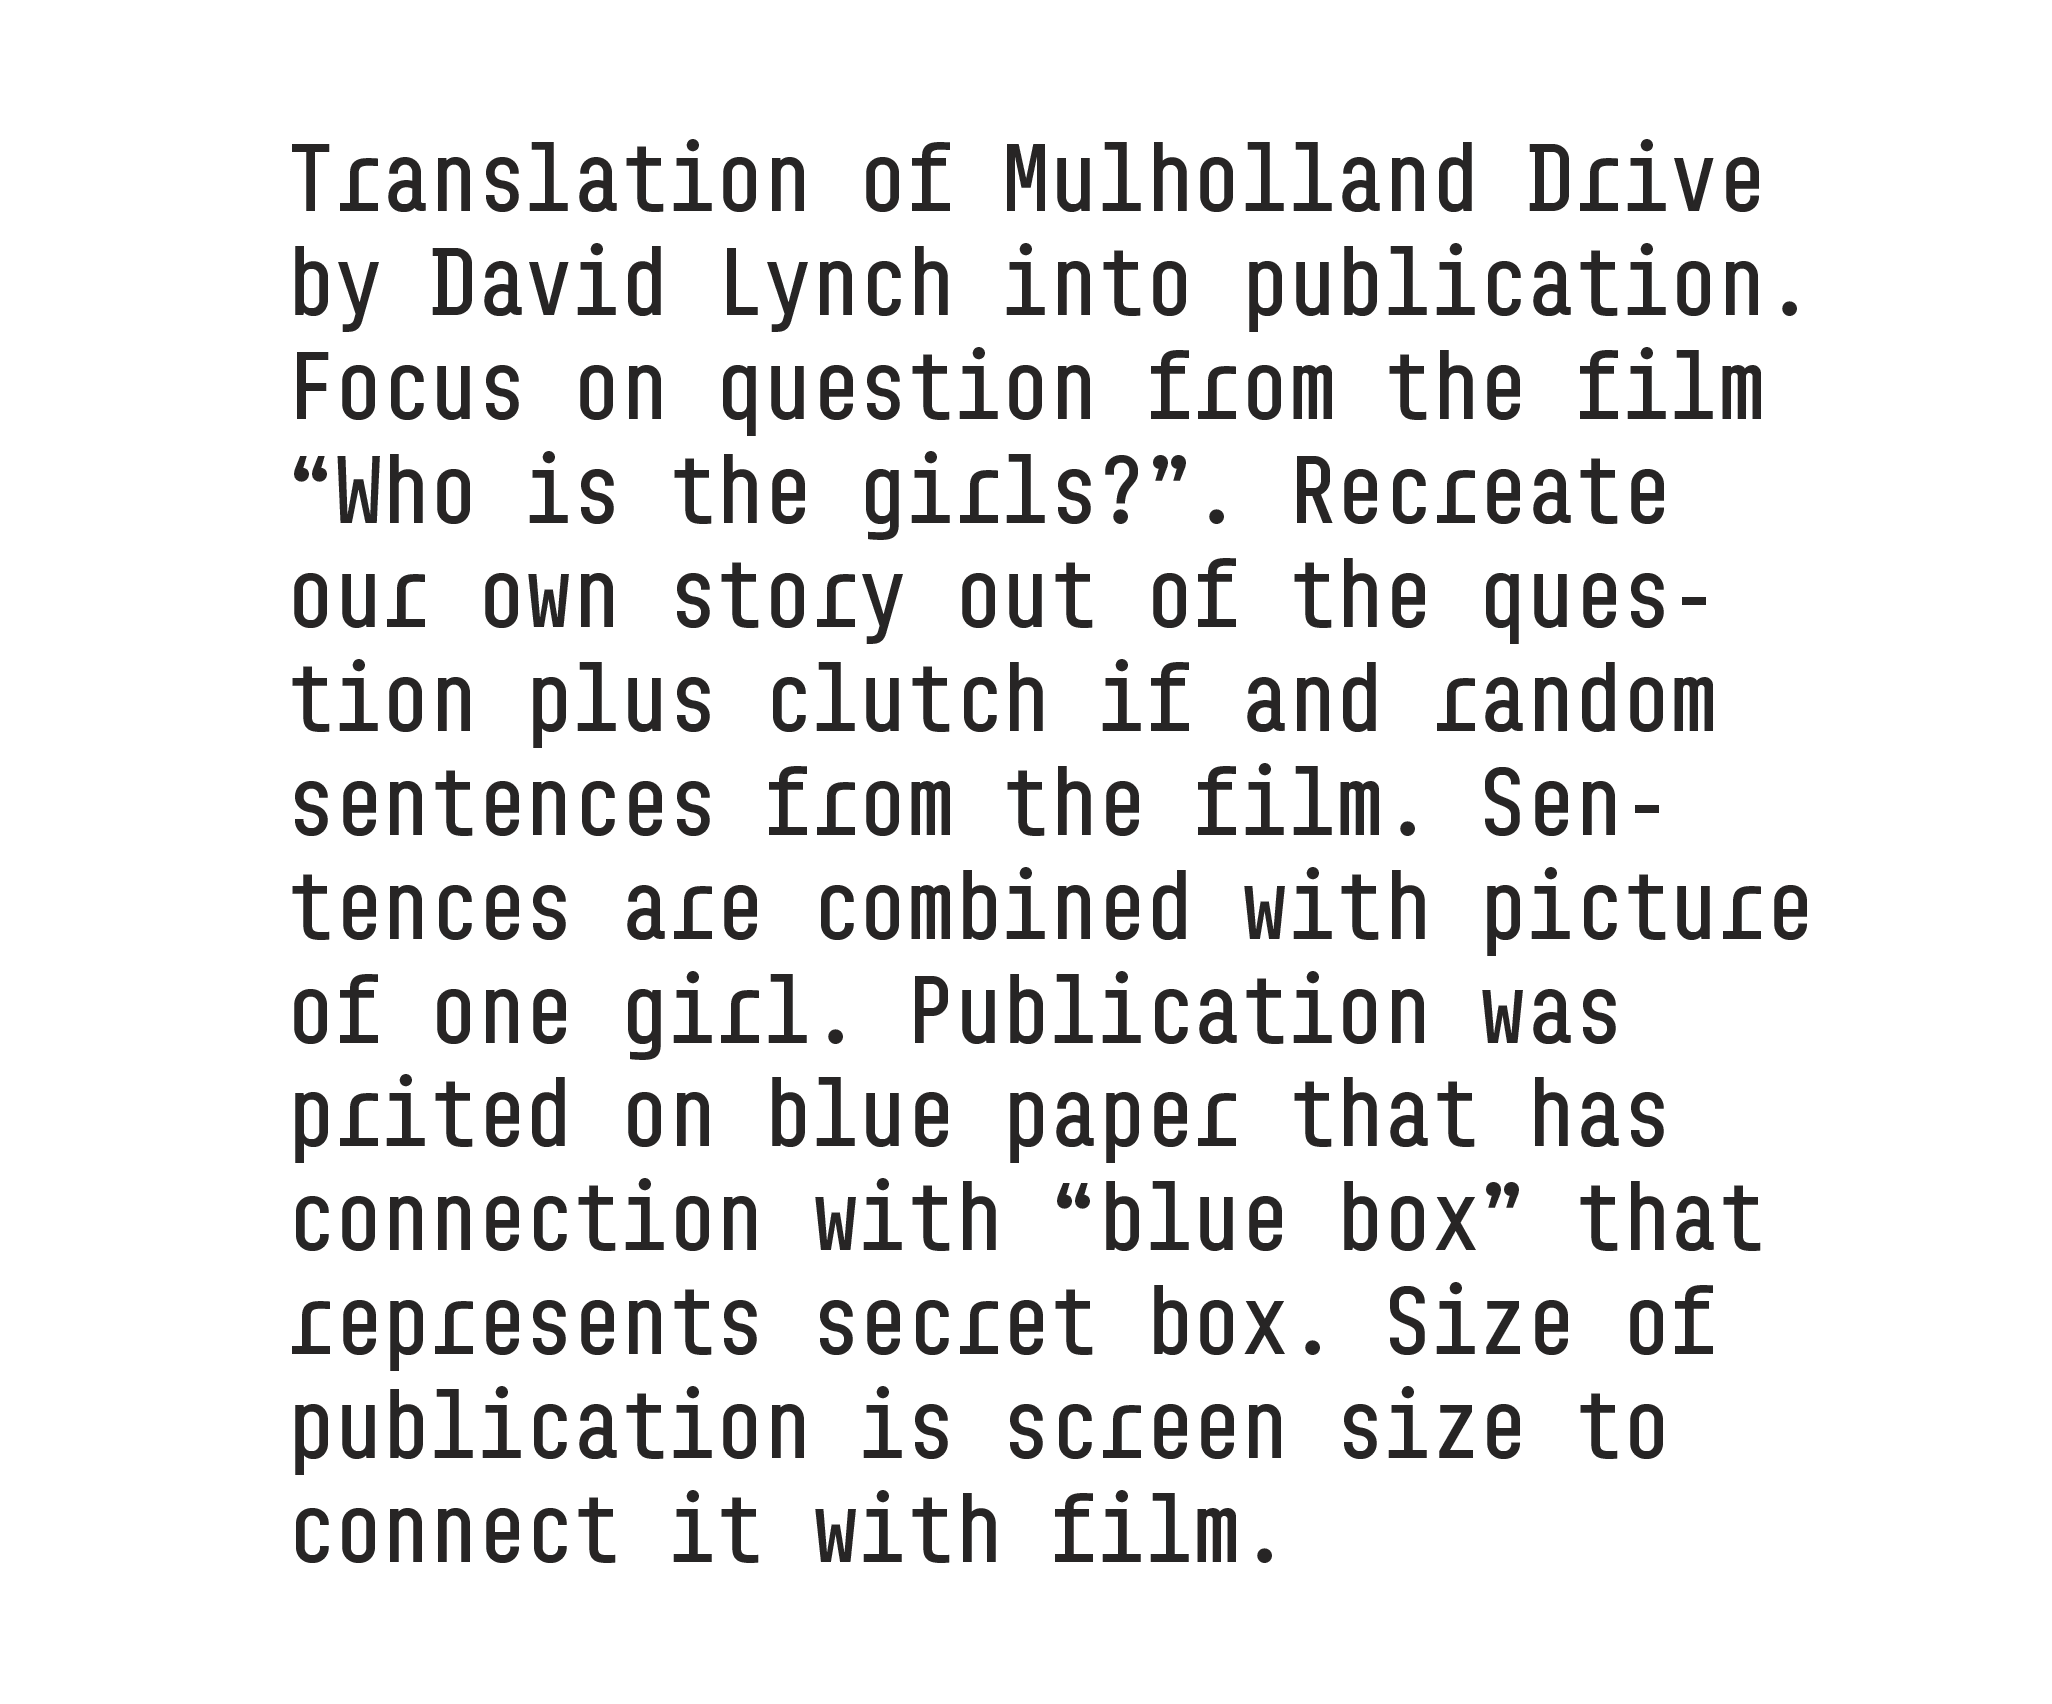 Translation of Mulholland Drive
by David Lynch into publication.
Focus on question from the film
“Who is the girls?”. Recreate
our own story out of the ques-
tion plus clutch if and random
sentences from the film. Sen-
tences are combined with picture
of one girl. Publication was
prited on blue paper that has
connection with “blue box” that
represents secret box. Size of
publication is screen size to
connect it with film.